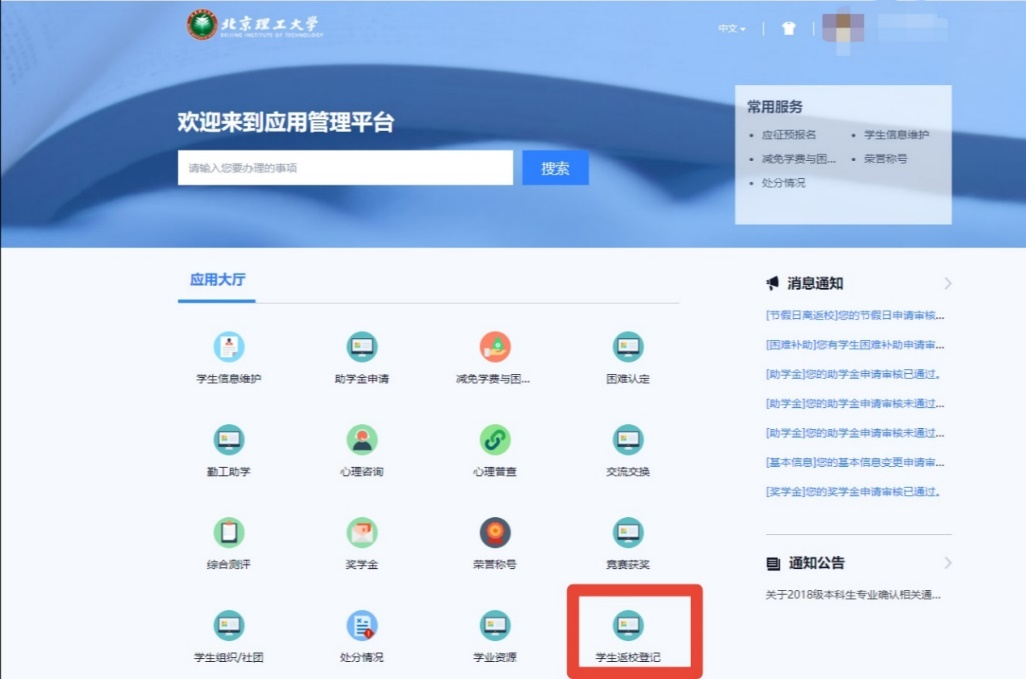 北京理工大学
BEIJING INSTITUTE OF TECHNOLOGY
中文
欢迎来到应用管理平台
请输入您要办理的事项
搜索
常用服务
应征预报名
学生信息维护
减免学费与困...
荣誉称号
处分情况
应用大厅
学生信息维护
助学金申请
减免学费与困...
困难认定
勤工助学
心理咨询
心理普查
交流交换
综合测评
奖学金
荣誉称号
竞赛获奖
学生组织/社团
处分情况
学业资源
学生返校登记
消息通知
[节假日离返校]您的节假日申请审核...
[困难补助]您有学生困难补助申请审...
[助学金]您的助学金申请审核已通过。
[助学金]您的助学金申请审核未通过...
[助学金]您的助学金申请审核未通过...
[基本信息]您的基本信息变更申请审...
[奖学金]您的奖学金申请审核已通过。
通知公告
关于2018级本科生专业确认相关通...